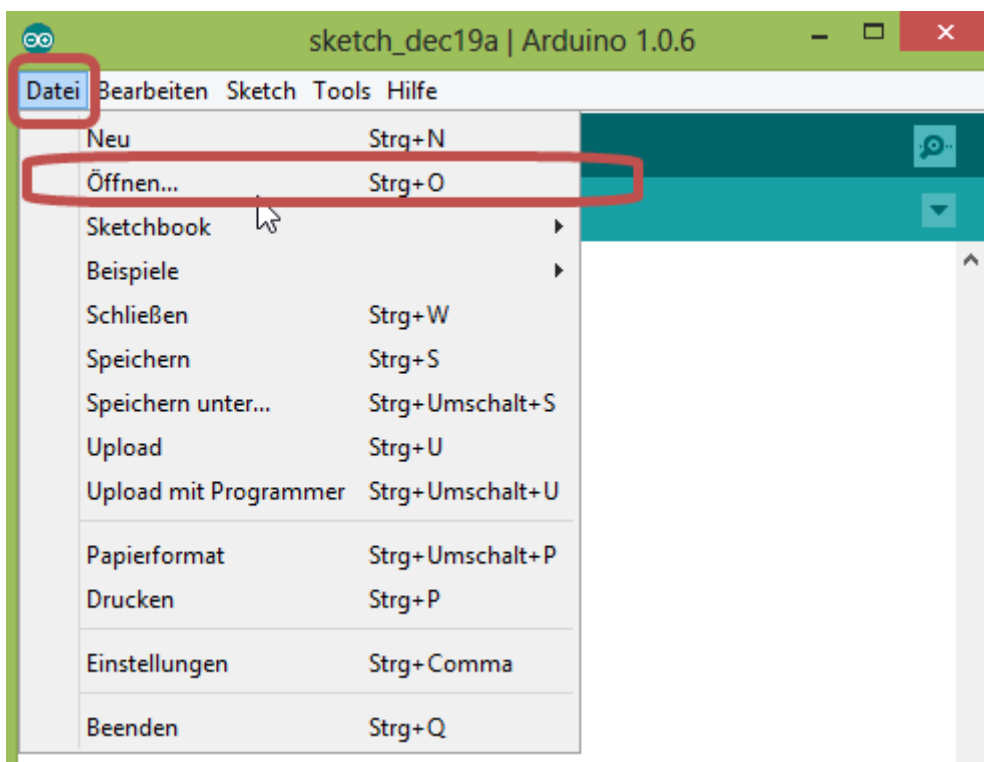 sketch_dec19a | Arduino 1.0.6
Datei Bearbeiten Sketch Tools Hilfe
Neu Strg+N
Öffnen... Strg+O
Sketchbook
Beispiele
Schließen Strg+W
Speichern Strg+S
Speichern unter... Strg+Umschalt+S
Upload Strg+U
Upload mit Programmer Strg+Umschalt+U
Papierformat Strg+Umschalt+P
Drucken Strg+P
Einstellungen Strg+Comma
Beenden Strg+Q